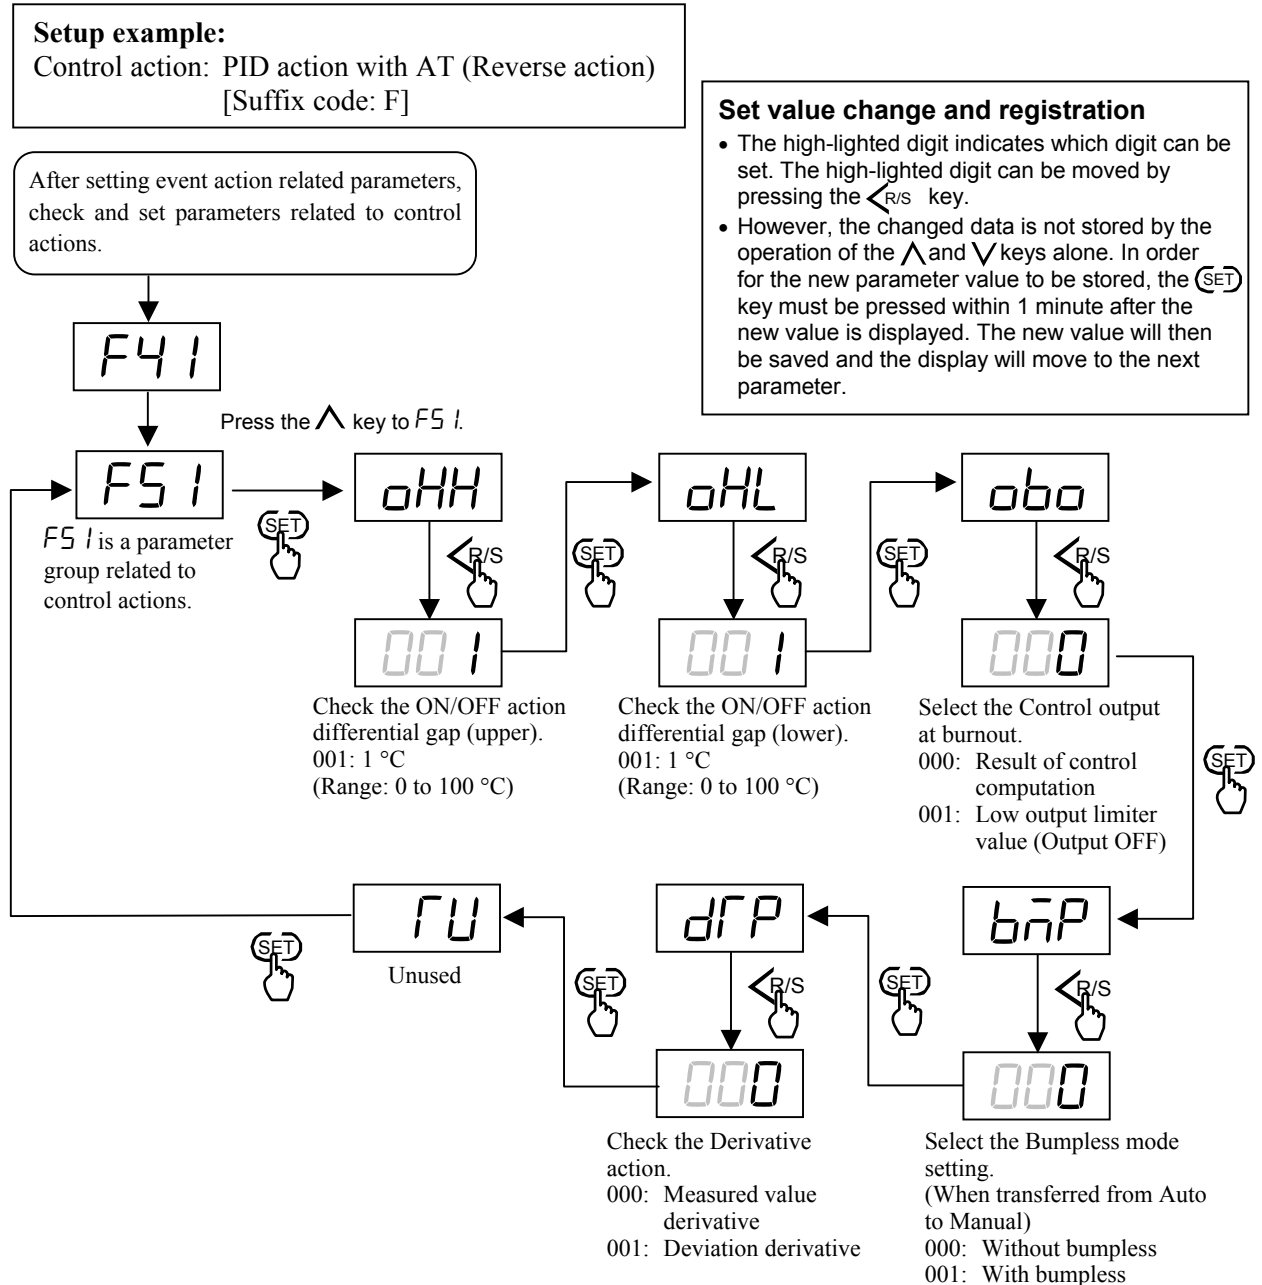 Setup example:
Control action: PID action with AT (Reverse action)
[Suffix code: F]
Set value change and registration
• The high-lighted digit indicates which digit can be
set. The high-lighted digit can be moved by
pressing the <R/S key.
• However, the changed data is not stored by the
operation of the ∧ and ∨ keys alone. In order
for the new parameter value to be stored, the SET
key must be pressed within 1 minute after the
new value is displayed. The new value will then
be saved and the display will move to the next
parameter.
After setting event action related parameters,
check and set parameters related to control
actions.
F41
Press the ∧ key to F51.
F51
F51 is a parameter
group related to
control actions.
SET
oHH
<R/S
001
Check the ON/OFF action
differential gap (upper).
001: 1 °C
(Range: 0 to 100 °C)
SET
oHL
<R/S
001
Check the ON/OFF action
differential gap (lower).
001: 1 °C
(Range: 0 to 100 °C)
SET
obo
<R/S
000
Select the Control output
at burnout.
000: Result of control
computation
001: Low output limiter
value (Output OFF)
SET
bmP
<R/S
000
Select the Bumpless mode
setting.
(When transferred from Auto
to Manual)
000: Without bumpless
001: With bumpless
SET
dTP
<R/S
000
Check the Derivative
action.
000: Measured value
derivative
001: Deviation derivative
SET
TU
Unused
SET